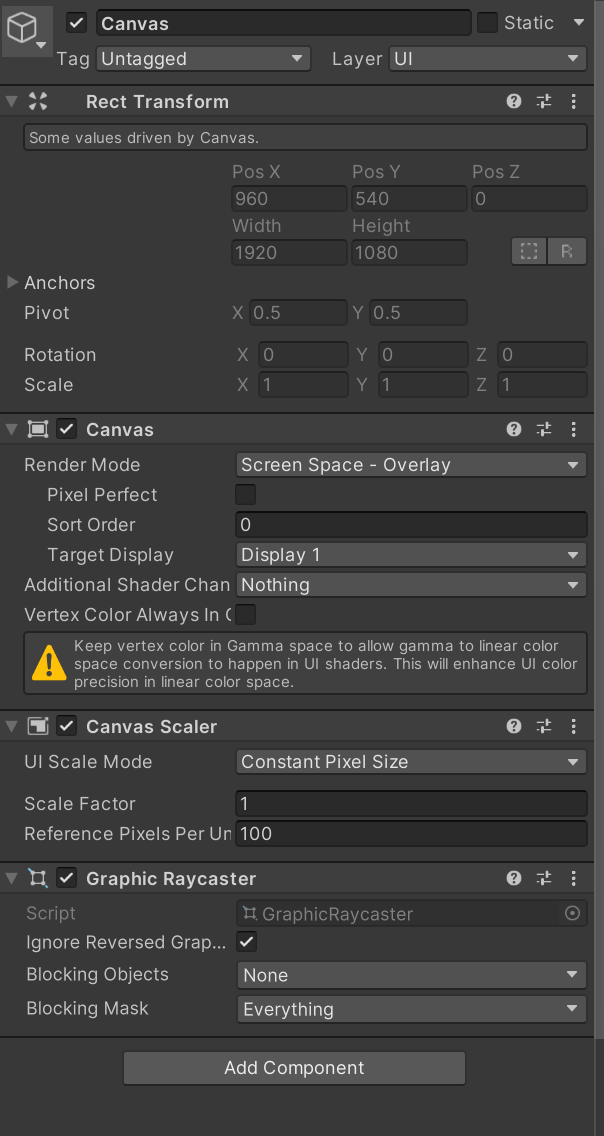 Canvas Static
Tag Untagged Layer UI
Rect Transform
Some values driven by Canvas.
Pos X Pos Y Pos Z
960 540 0
Width Height
1920 1080
R
Anchors
Pivot X 0.5 Y 0.5
Rotation X 0 Y 0 Z 0
Scale X 1 Y 1 Z 1
Canvas
Render Mode Screen Space - Overlay
Pixel Perfect
Sort Order 0
Target Display Display 1
Additional Shader Chan Nothing
Vertex Color Always In G
Keep vertex color in Gamma space to allow gamma to linear color
space conversion to happen in UI shaders. This will enhance UI color
precision in linear color space.
Canvas Scaler
UI Scale Mode Constant Pixel Size
Scale Factor 1
Reference Pixels Per Un 100
Graphic Raycaster
Script GraphicRaycaster
Ignore Reversed Grap...
Blocking Objects None
Blocking Mask Everything
Add Component